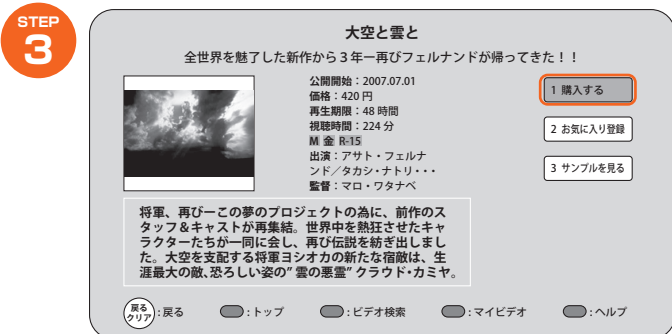 STEP
3
大空と雲と
全世界を魅了した新作から3年ー再びフェルナンドが帰ってきた！！
公開開始：2007.07.01
価格：420 円
再生期限：48 時間
視聴時間：224 分
M 金 R-15
出演：アサト・フェルナ
ンド／タカシ・ナトリ・・・
監督：マロ・ワタナベ
1 購入する
2 お気に入り登録
3 サンプルを見る
将軍、再びーこの夢のプロジェクトの為に、前作のス
タッフ＆キャストが再集結。世界中を熱狂させたキャ
ラクターたちが一同に会し、再び伝説を紡ぎ出しまし
た。大空を支配する将軍ヨシオカの新たな宿敵は、生
涯最大の敵、恐ろしい姿の”雲の悪霊”クラウド・カミヤ。
戻る
クリア
：戻る
：トップ
：ビデオ検索
：マイビデオ
：ヘルプ